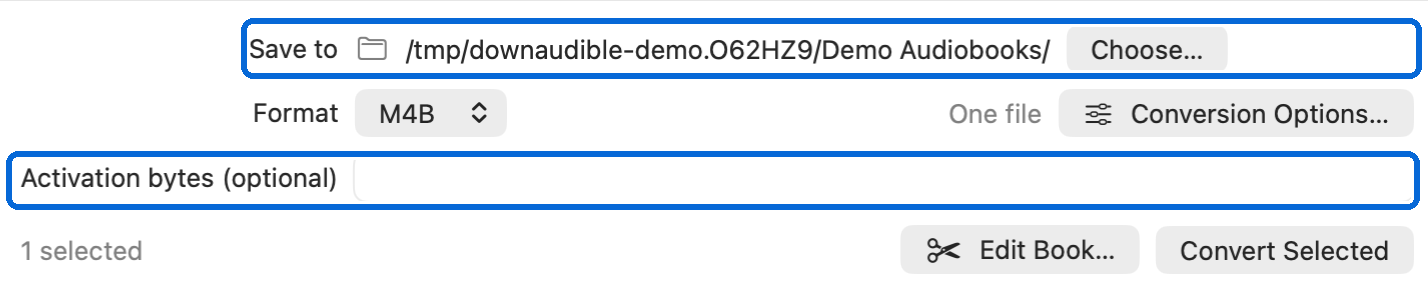 Save to /tmp/downaudible-demo.O62HZ9/Demo Audiobooks/ Choose...
Format M4B One file Conversion Options...
Activation bytes (optional)
1 selected Edit Book... Convert Selected